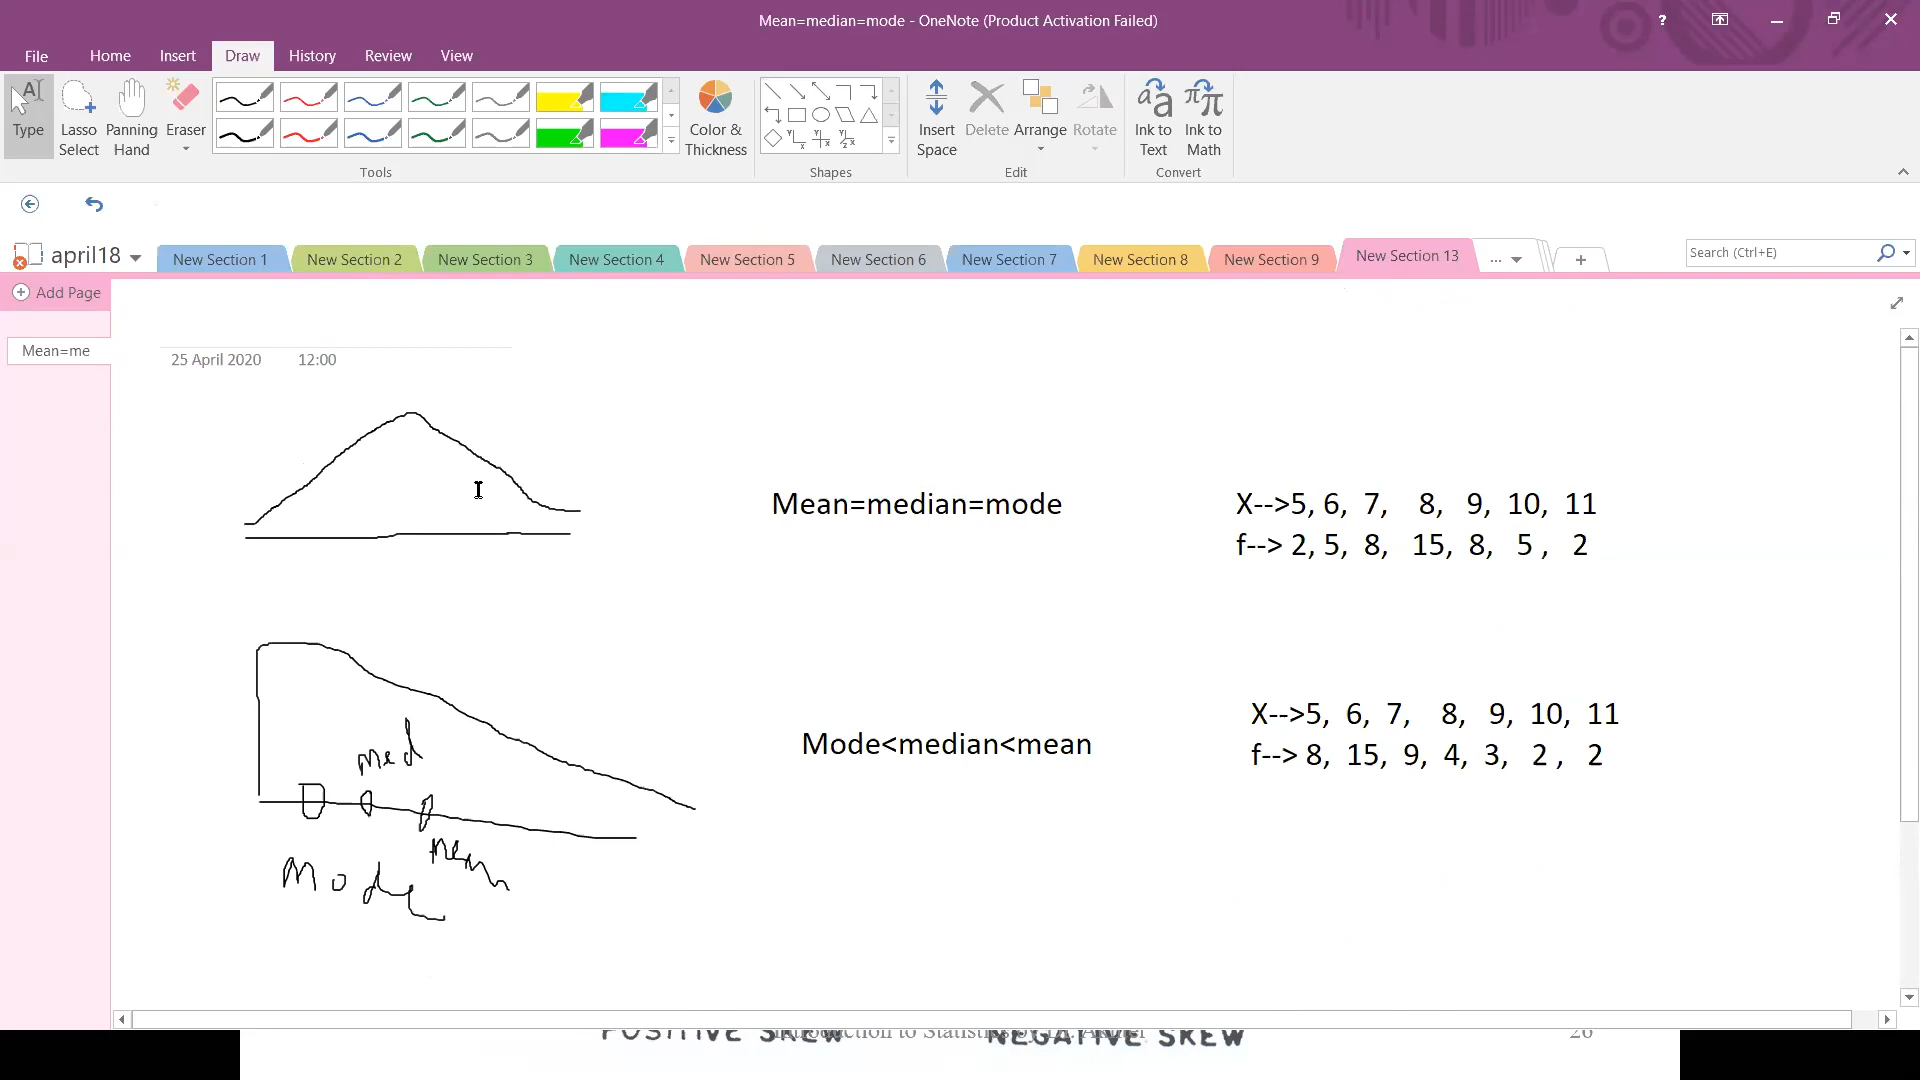 Mean=median=mode - OneNote (Product Activation Failed)
?
File Home Insert Draw History Review View
Type
Lasso Select
Panning Hand
Eraser
Color & Thickness
Insert Space
Delete
Arrange
Rotate
Ink to Text
Ink to Math
Tools
Shapes
Edit
Convert
april18
New Section 1
New Section 2
New Section 3
New Section 4
New Section 5
New Section 6
New Section 7
New Section 8
New Section 9
New Section 13
...
Search (Ctrl+E)
Add Page
Mean=me
25 April 2020 12:00
Mean=median=mode
X-->5, 6, 7, 8, 9, 10, 11
f--> 2, 5, 8, 15, 8, 5 , 2
med
Mode<median<mean
X-->5, 6, 7, 8, 9, 10, 11
f--> 8, 15, 9, 4, 3, 2 , 2
Mode
POSITIVE SKEW
NEGATIVE SKEW
Introduction to Statistics by Dr.
26